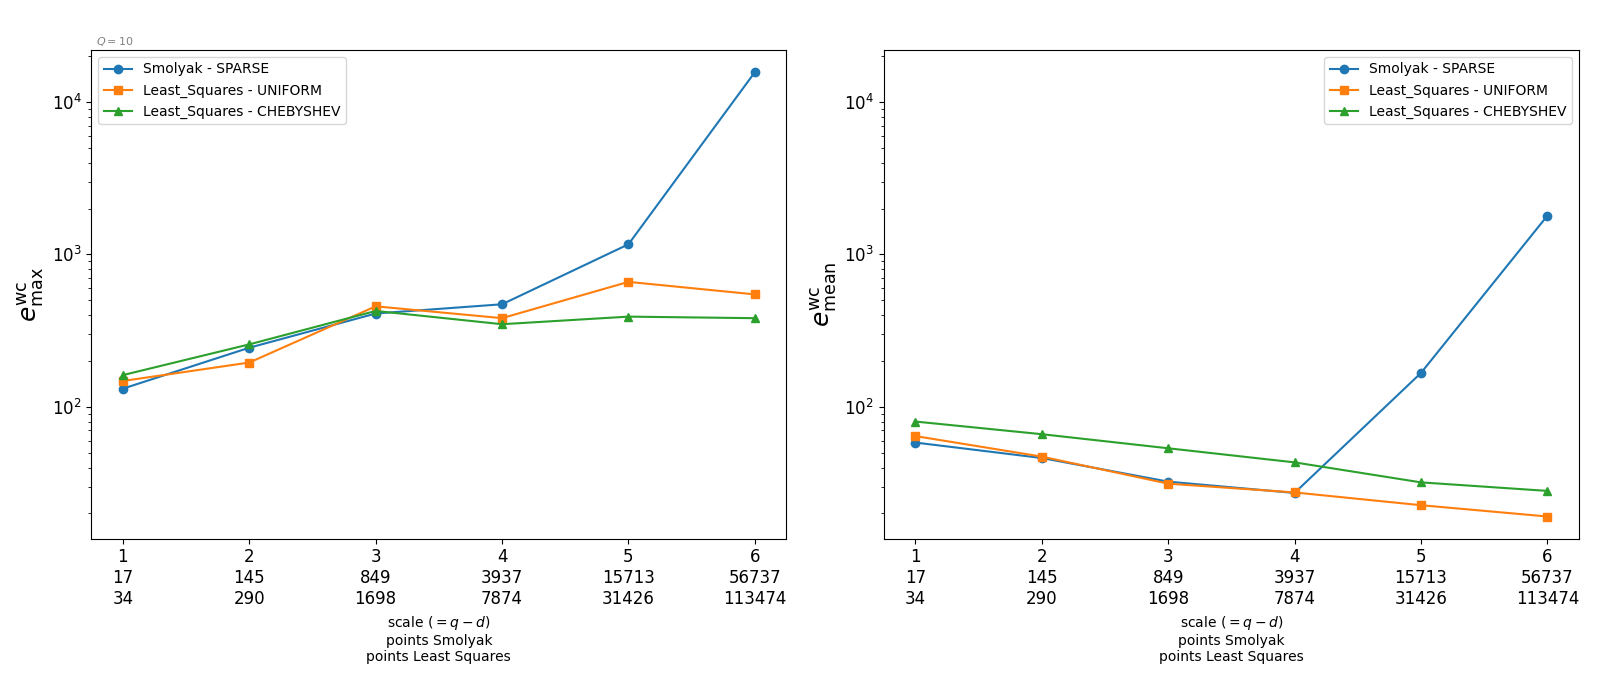 Q = 10
Smolyak - SPARSE
Least_Squares - UNIFORM
Least_Squares - CHEBYSHEV
10^4
10^3
10^2
e^wc_max
1 2 3 4 5 6
17 145 849 3937 15713 56737
34 290 1698 7874 31426 113474
scale (= q − d)
points Smolyak
points Least Squares
Smolyak - SPARSE
Least_Squares - UNIFORM
Least_Squares - CHEBYSHEV
10^4
10^3
10^2
e^wc_mean
1 2 3 4 5 6
17 145 849 3937 15713 56737
34 290 1698 7874 31426 113474
scale (= q − d)
points Smolyak
points Least Squares